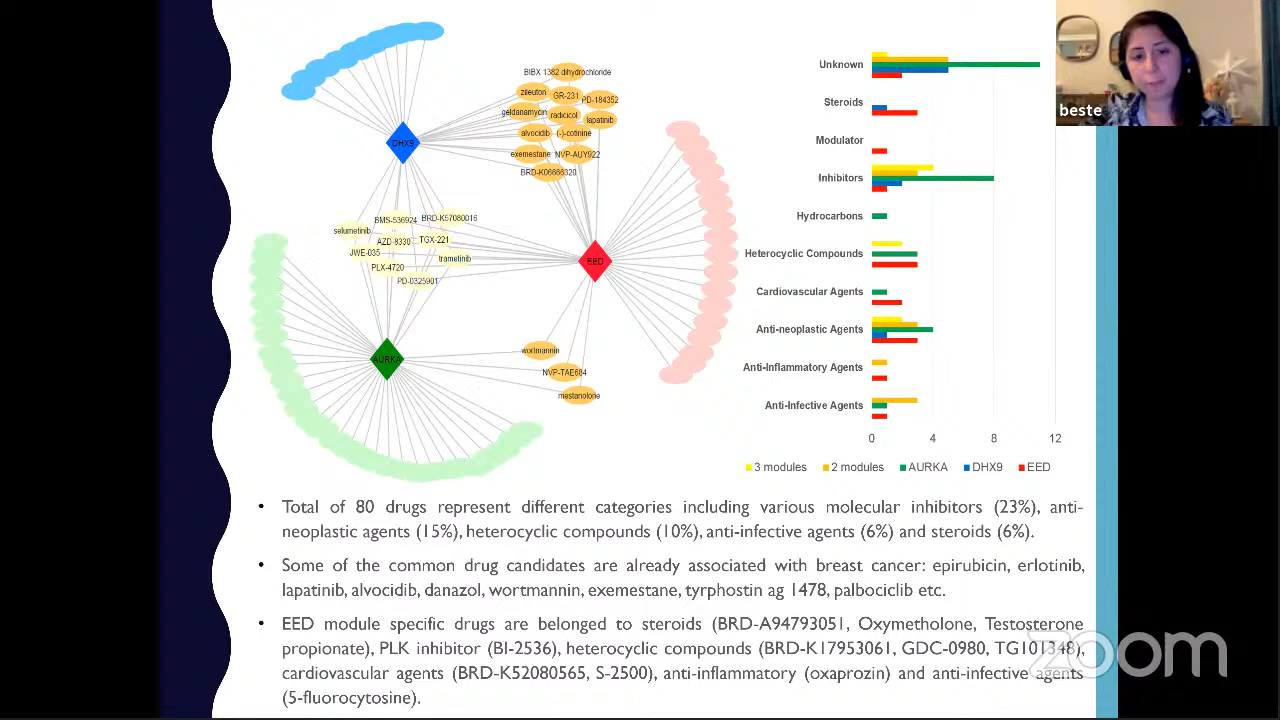 BIBX 1382 dihydrochloride
zileuton
GR-231
PD-184352
geldanamycin
radicicol
lapatinib
alvocidib
(-)-cotinine
exemestane
NVP-AUY922
BRD-K06666320
DHX9
BMS-536924
BRD-K57080016
selumetinib
AZD-8330
TGX-221
JWE-035
trametinib
PLX-4720
PD-0325901
EED
AURKA
wortmannin
NVP-TAE684
mestanolone
Unknown
Steroids
Modulator
Inhibitors
Hydrocarbons
Heterocyclic Compounds
Cardiovascular Agents
Anti-neoplastic Agents
Anti-Inflammatory Agents
Anti-Infective Agents
0 4 8 12
3 modules 2 modules AURKA DHX9 EED
beste
• Total of 80 drugs represent different categories including various molecular inhibitors (23%), anti-
neoplastic agents (15%), heterocyclic compounds (10%), anti-infective agents (6%) and steroids (6%).
• Some of the common drug candidates are already associated with breast cancer: epirubicin, erlotinib,
lapatinib, alvocidib, danazol, wortmannin, exemestane, tyrphostin ag 1478, palbociclib etc.
• EED module specific drugs are belonged to steroids (BRD-A94793051, Oxymetholone, Testosterone
propionate), PLK inhibitor (BI-2536), heterocyclic compounds (BRD-K17953061, GDC-0980, TG101348),
cardiovascular agents (BRD-K52080565, S-2500), anti-inflammatory (oxaprozin) and anti-infective agents
(5-fluorocytosine).
zoom